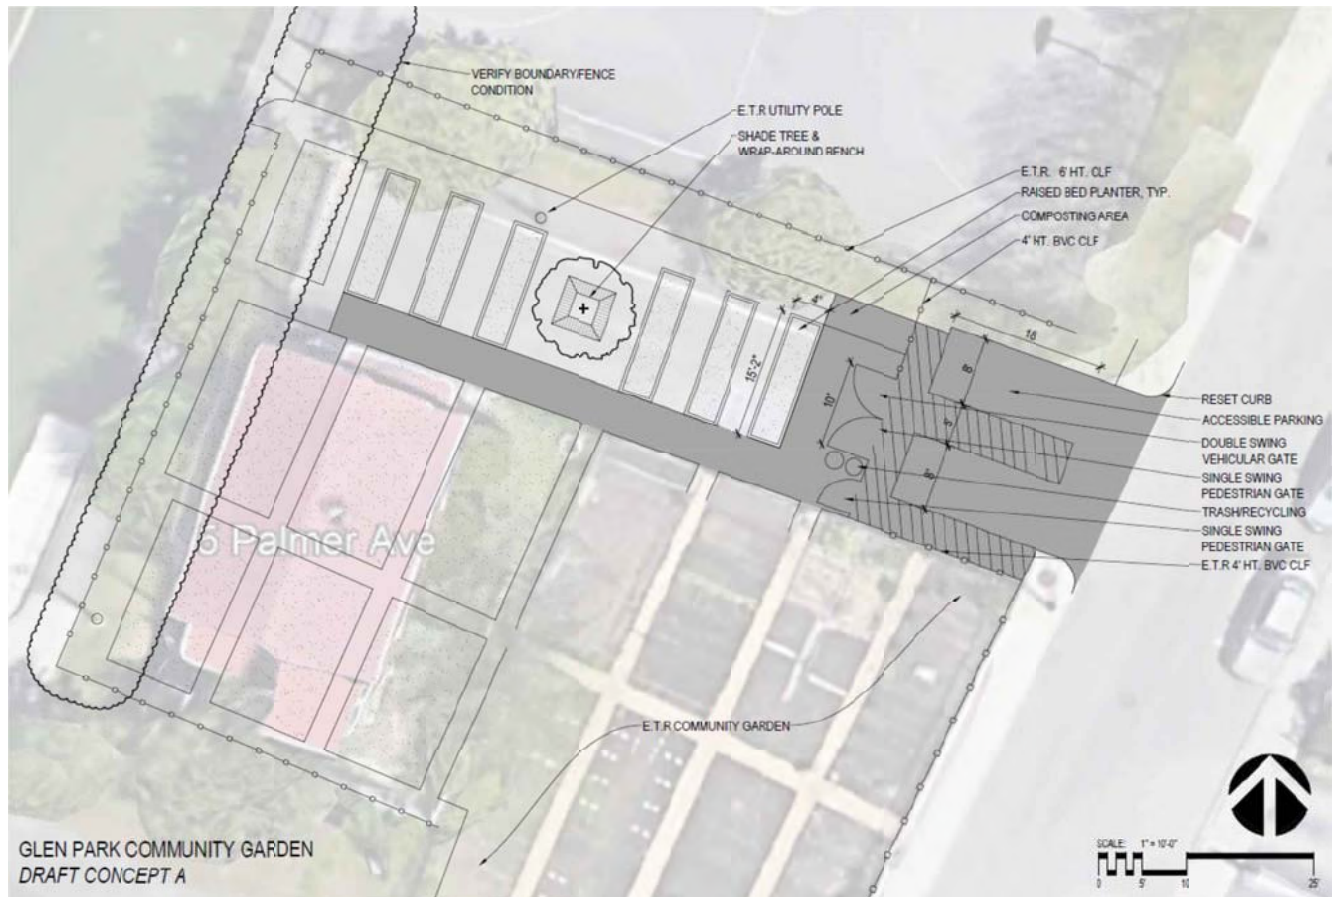 VERIFY BOUNDARY/FENCE
CONDITION
E.T.R UTILITY POLE
SHADE TREE &
WRAP-AROUND BENCH
E.T.R. 6' HT. CLF
RAISED BED PLANTER, TYP.
COMPOSTING AREA
4' HT. BVC CLF
4"
16
15'-2"
8
10'
5
8
RESET CURB
ACCESSIBLE PARKING
DOUBLE SWING
VEHICULAR GATE
SINGLE SWING
PEDESTRIAN GATE
TRASH/RECYCLING
SINGLE SWING
PEDESTRIAN GATE
E.T.R 4' HT. BVC CLF
5 Palmer Ave
E.T.R COMMUNITY GARDEN
GLEN PARK COMMUNITY GARDEN
DRAFT CONCEPT A
SCALE: 1" = 10'-0"
0 5' 10 25'